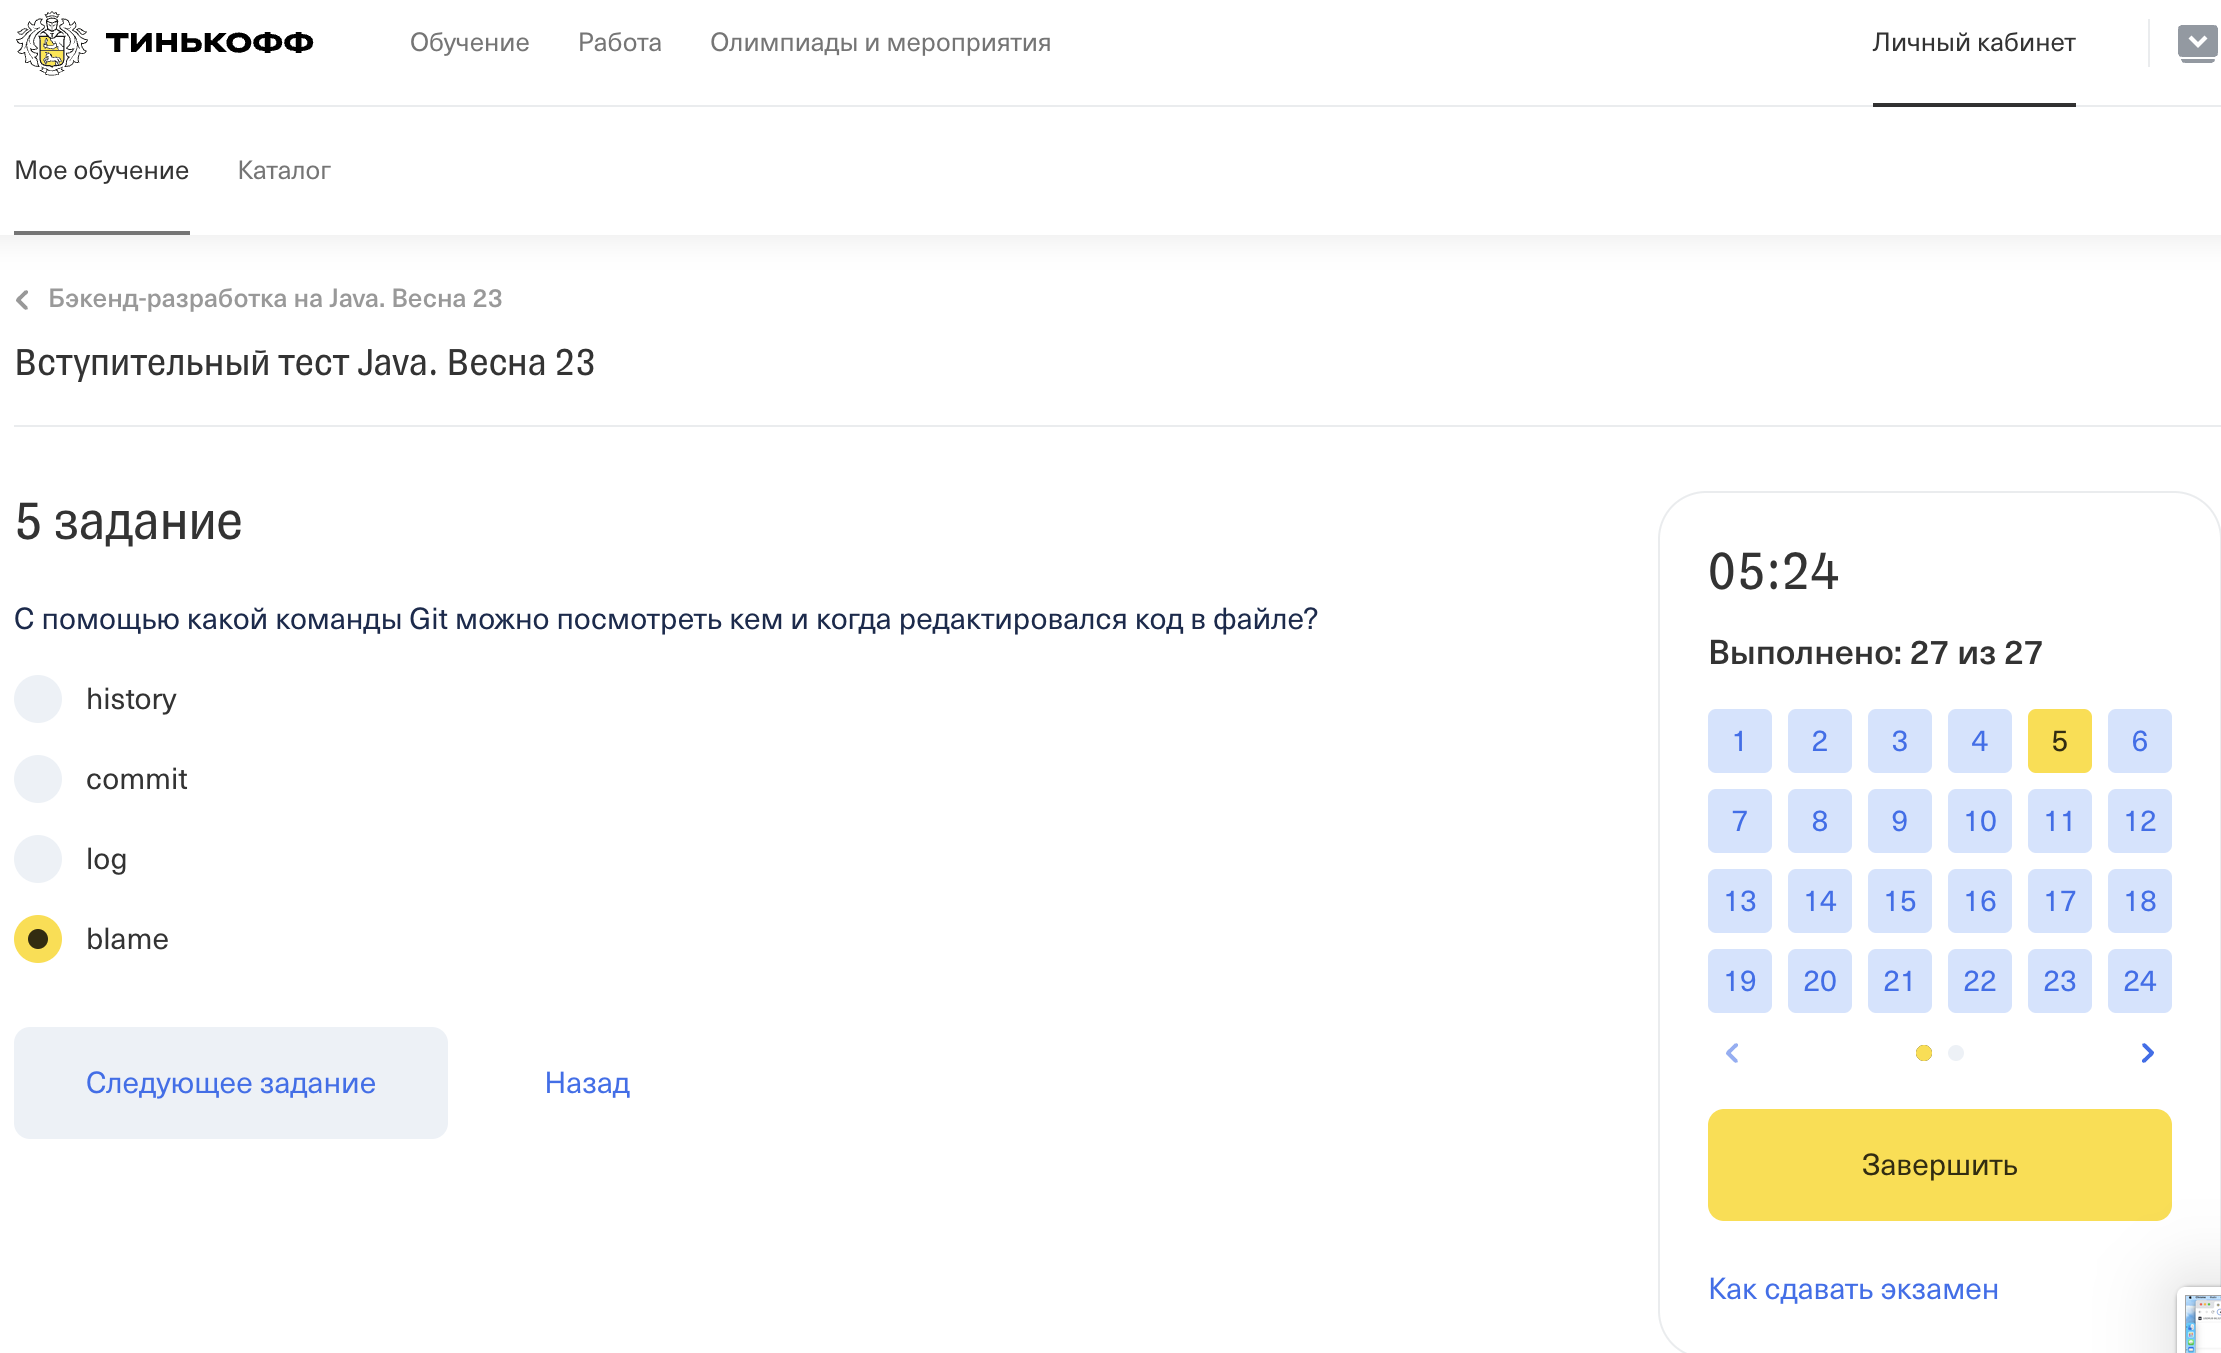 ТИНЬКОФФ Обучение Работа Олимпиады и мероприятия Личный кабинет
Мое обучение Каталог
Бэкенд-разработка на Java. Весна 23
Вступительный тест Java. Весна 23
5 задание
С помощью какой команды Git можно посмотреть кем и когда редактировался код в файле?
history
commit
log
blame
Следующее задание Назад
05:24
Выполнено: 27 из 27
1 2 3 4 5 6
7 8 9 10 11 12
13 14 15 16 17 18
19 20 21 22 23 24
Завершить
Как сдавать экзамен